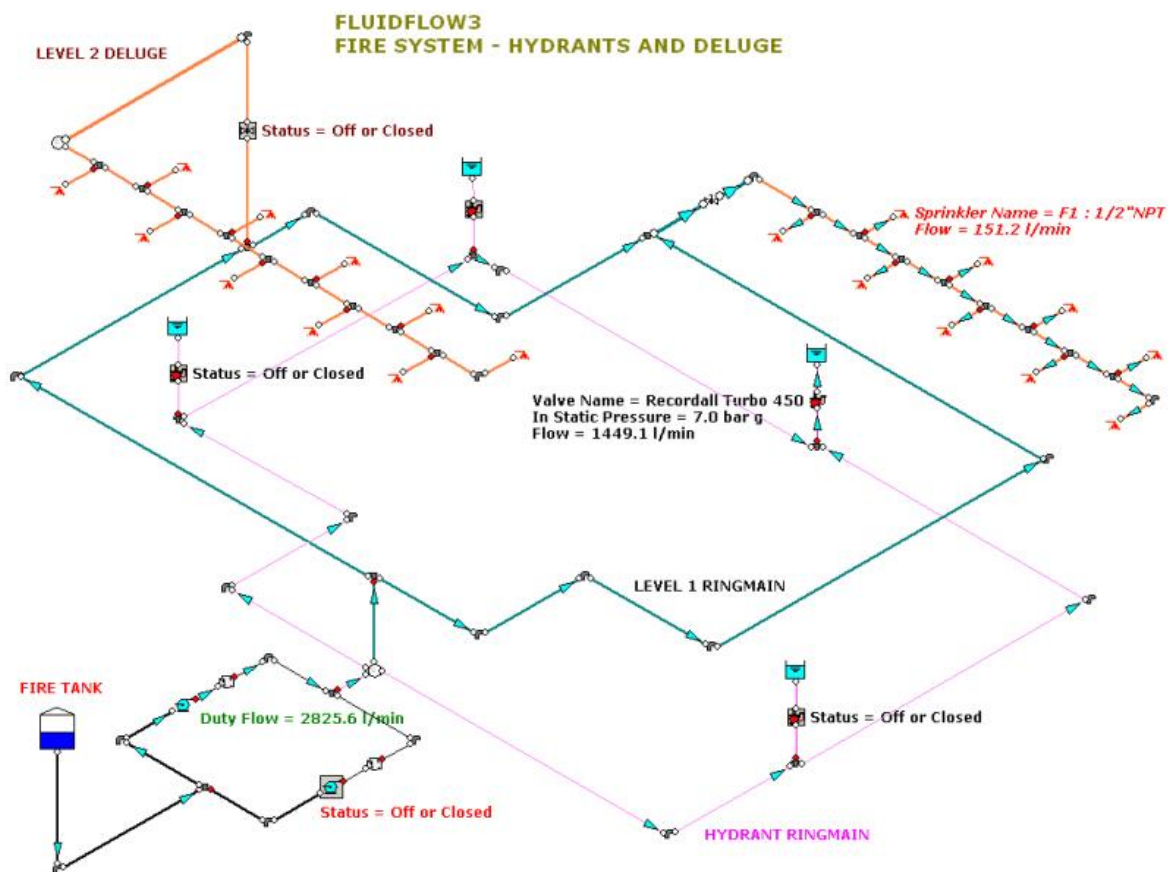 FLUIDFLOW3
FIRE SYSTEM - HYDRANTS AND DELUGE
LEVEL 2 DELUGE
Status = Off or Closed
Sprinkler Name = F1 : 1/2"NPT
Flow = 151.2 l/min
Status = Off or Closed
Valve Name = Recordall Turbo 450
In Static Pressure = 7.0 bar g
Flow = 1449.1 l/min
LEVEL 1 RINGMAIN
FIRE TANK
Duty Flow = 2825.6 l/min
Status = Off or Closed
Status = Off or Closed
HYDRANT RINGMAIN